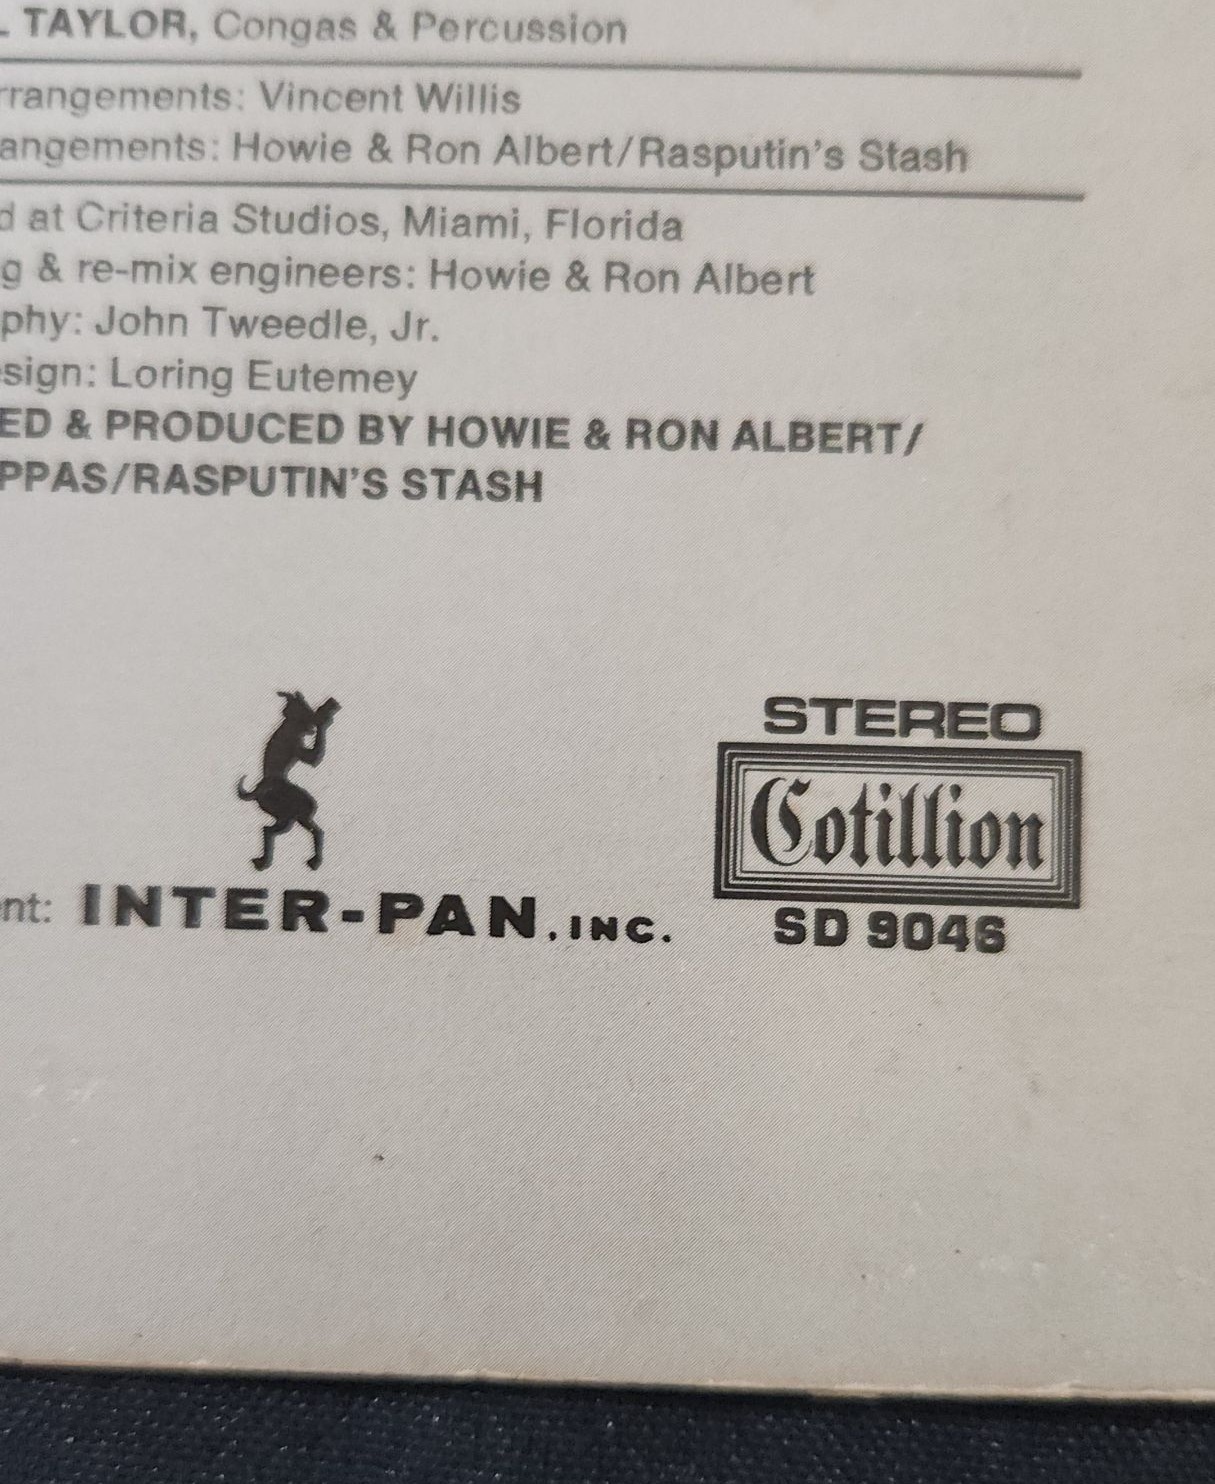 TAYLOR, Congas & Percussion
rrangements: Vincent Willis
angements: Howie & Ron Albert/Rasputin's Stash
d at Criteria Studios, Miami, Florida
g & re-mix engineers: Howie & Ron Albert
phy: John Tweedle, Jr.
sign: Loring Eutemey
ED & PRODUCED BY HOWIE & RON ALBERT/
PPAS/RASPUTIN'S STASH
STEREO
Cotillion
nt: INTER-PAN, INC.
SD 9046